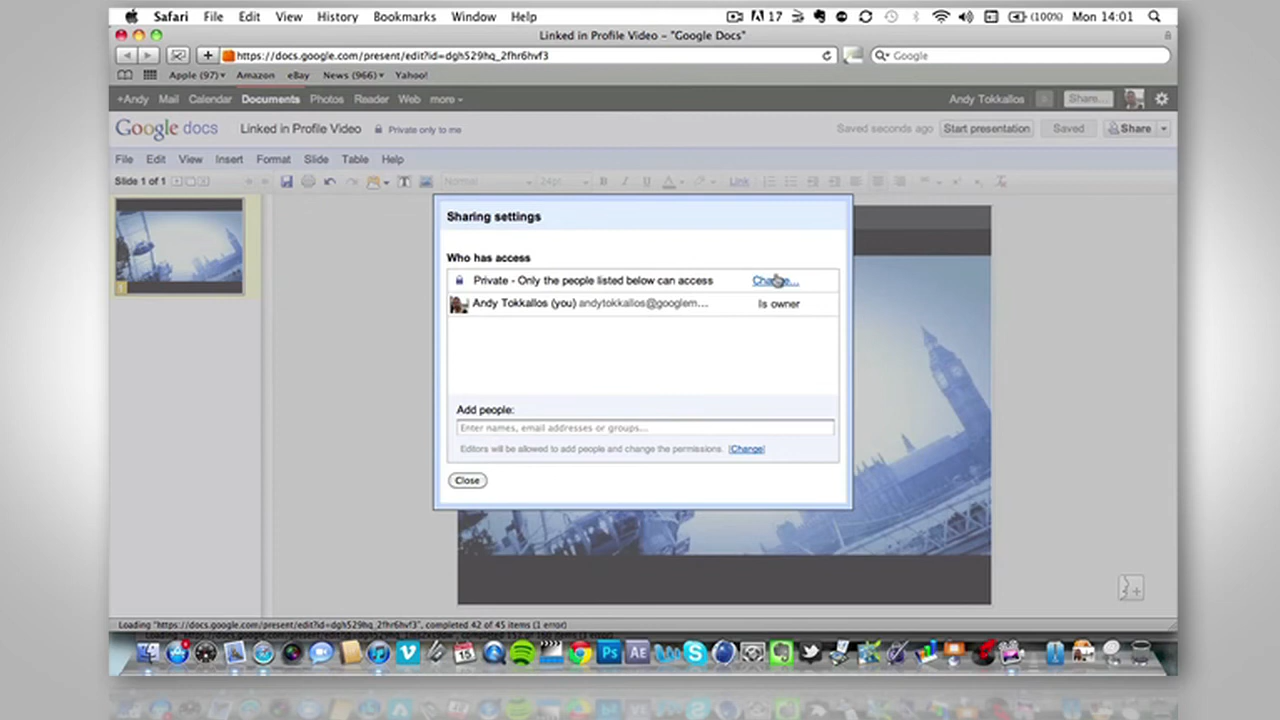 Safari File Edit View History Bookmarks Window Help 17 (100%) Mon 14:01
Linked in Profile Video – "Google Docs"
https://docs.google.com/present/edit?id=dgh529hq_2fhr6hvf3 Google
Apple (97) Amazon eBay News (966) Yahoo!
+Andy Mail Calendar Documents Photos Reader Web more Andy Tokkallos Share...
Google docs Linked in Profile Video Private only to me Saved seconds ago Start presentation Saved Share
File Edit View Insert Format Slide Table Help
Slide 1 of 1 Normal 24pt B I U A Link
Sharing settings
Who has access
Private - Only the people listed below can access
Andy Tokkallos (you) andytokkallos@googlem... Is owner
Add people:
Enter names, email addresses or groups...
Editors will be allowed to add people and change the permissions. [Change]
Close
1
Loading "https://docs.google.com/present/edit?id=dgh529hq_2fhr6hvf3", completed 42 of 45 items (1 error)
15 Ps AE